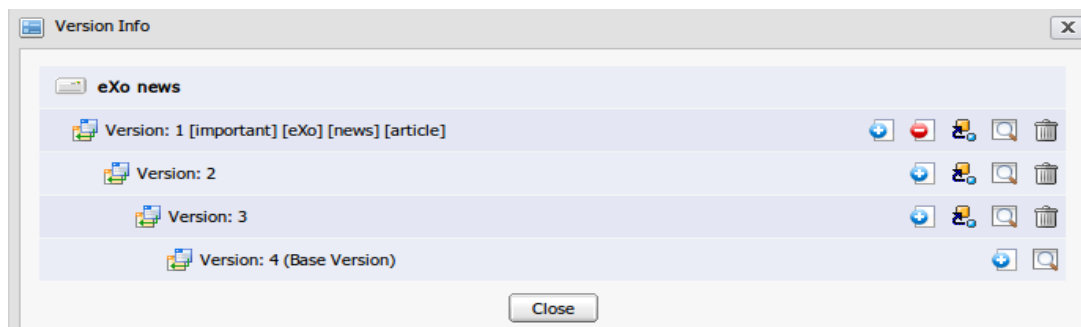 Version Info
eXo news
Version: 1 [important] [eXo] [news] [article]
Version: 2
Version: 3
Version: 4 (Base Version)
Close